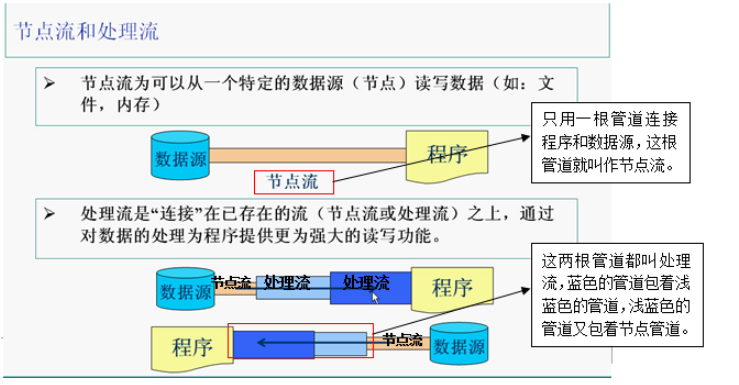 节点流和处理流
节点流为可以从一个特定的数据源（节点）读写数据（如：文
件，内存）
只用一根管道连接
程序和数据源，这根
管道就叫作节点流。
数据源
程序
节点流
处理流是“连接”在已存在的流（节点流或处理流）之上，通过
对数据的处理为程序提供更为强大的读写功能。
这两根管道都叫处理
流，蓝色的管道包着浅
蓝色的管道，浅蓝色的
管道又包着节点管道。
数据源 节点流 处理流 处理流 程序
程序 节点流 数据源